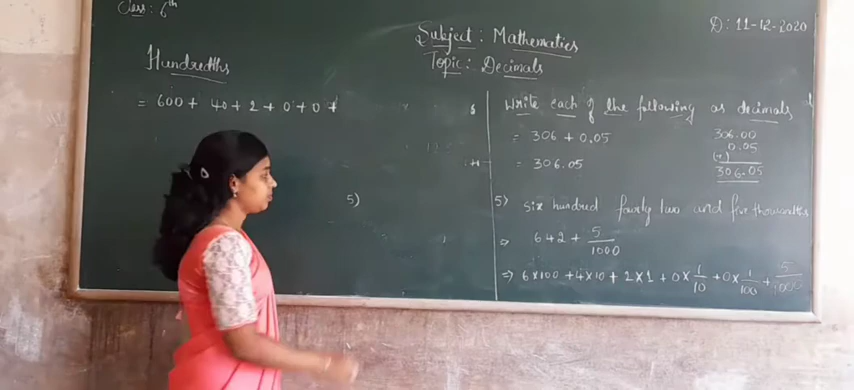 Class: 6th
Subject: Mathematics
D: 11-12-2020
Topic: Decimals
Hundredths
= 600 + 40 + 2 + 0 + 0 +
Write each of the following as decimals
= 306 + 0.05
306.00
0.05
(+)
306.05
= 306.05
5)
5) Six hundred fourty two and five thousandths
⇒ 642 + 5/1000
⇒ 6×100 + 4×10 + 2×1 + 0×1/10 + 0×1/100 + 5/1000